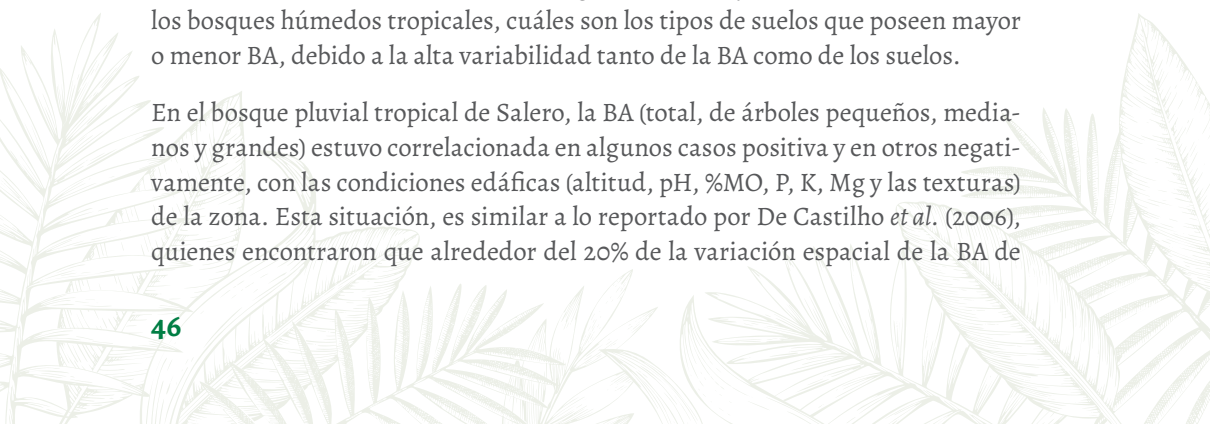 los bosques húmedos tropicales, cuáles son los tipos de suelos que poseen mayor
o menor BA, debido a la alta variabilidad tanto de la BA como de los suelos.
En el bosque pluvial tropical de Salero, la BA (total, de árboles pequeños, media-
nos y grandes) estuvo correlacionada en algunos casos positiva y en otros negati-
vamente, con las condiciones edáficas (altitud, pH, %MO, P, K, Mg y las texturas)
de la zona. Esta situación, es similar a lo reportado por De Castilho et al. (2006),
quienes encontraron que alrededor del 20% de la variación espacial de la BA de
46